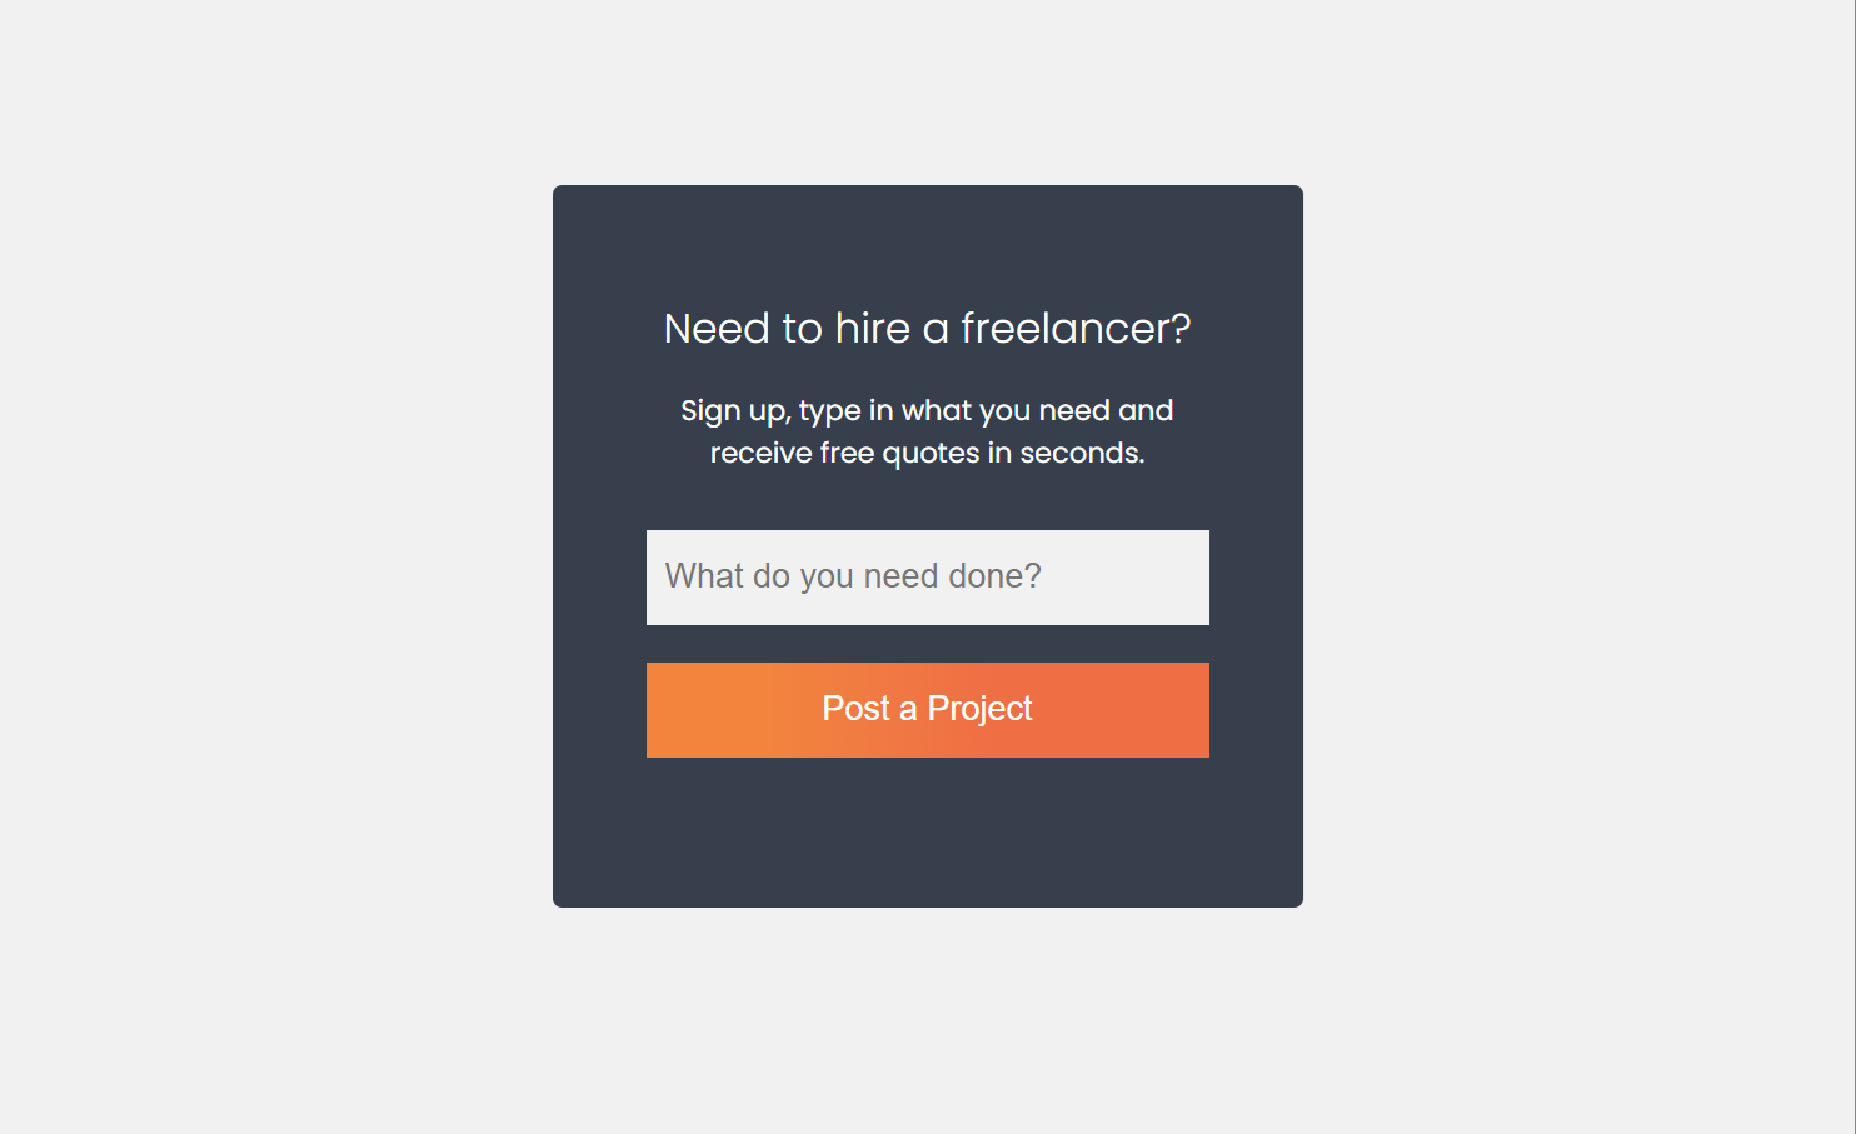 Need to hire a freelancer?
Sign up, type in what you need and
receive free quotes in seconds.
What do you need done?
Post a Project